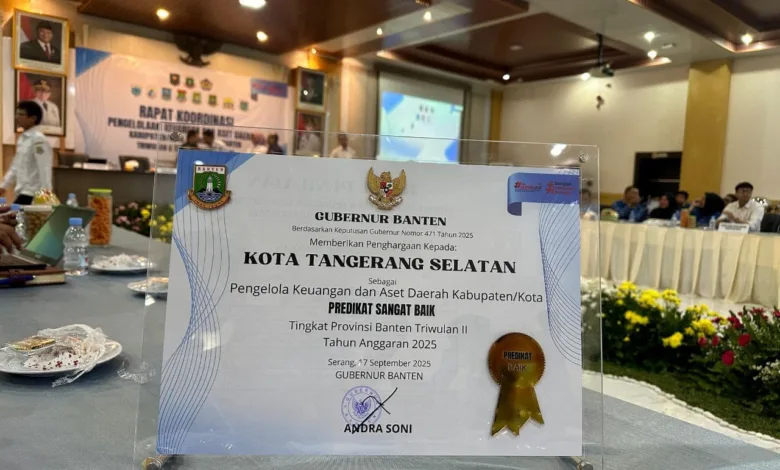 RAPAT KOORDINASI
BANTEN
GUBERNUR BANTEN
Berdasarkan Keputusan Gubernur Nomor 471 Tahun 2025
Memberikan Penghargaan Kepada:
KOTA TANGERANG SELATAN
Sebagai
Pengelola Keuangan dan Aset Daerah Kabupaten/Kota
PREDIKAT SANGAT BAIK
Tingkat Provinsi Banten Triwulan II
Tahun Anggaran 2025
Serang, 17 September 2025
GUBERNUR BANTEN
ANDRA SONI
PREDIKAT
BAIK